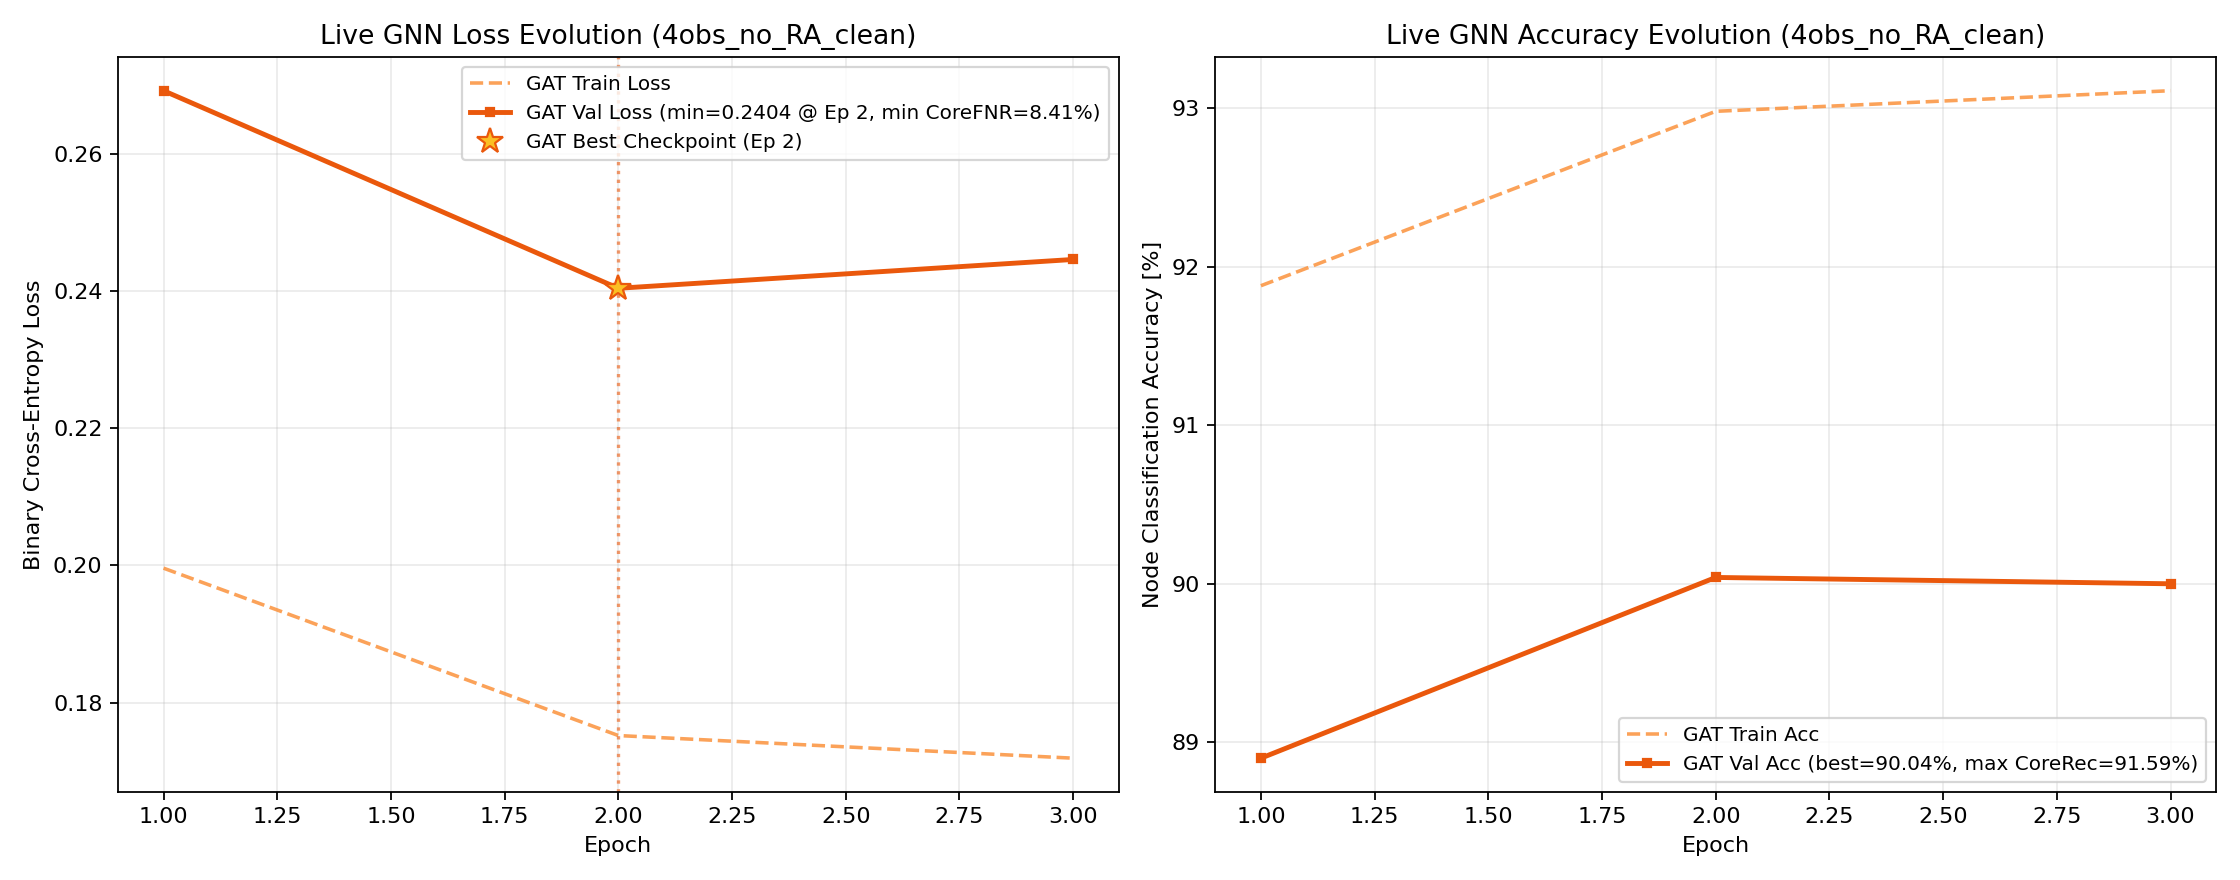 Live GNN Loss Evolution (4obs_no_RA_clean)
GAT Train Loss
GAT Val Loss (min=0.2404 @ Ep 2, min CoreFNR=8.41%)
GAT Best Checkpoint (Ep 2)
Binary Cross-Entropy Loss
0.26
0.24
0.22
0.20
0.18
1.00 1.25 1.50 1.75 2.00 2.25 2.50 2.75 3.00
Epoch
Live GNN Accuracy Evolution (4obs_no_RA_clean)
Node Classification Accuracy [%]
93
92
91
90
89
GAT Train Acc
GAT Val Acc (best=90.04%, max CoreRec=91.59%)
1.00 1.25 1.50 1.75 2.00 2.25 2.50 2.75 3.00
Epoch